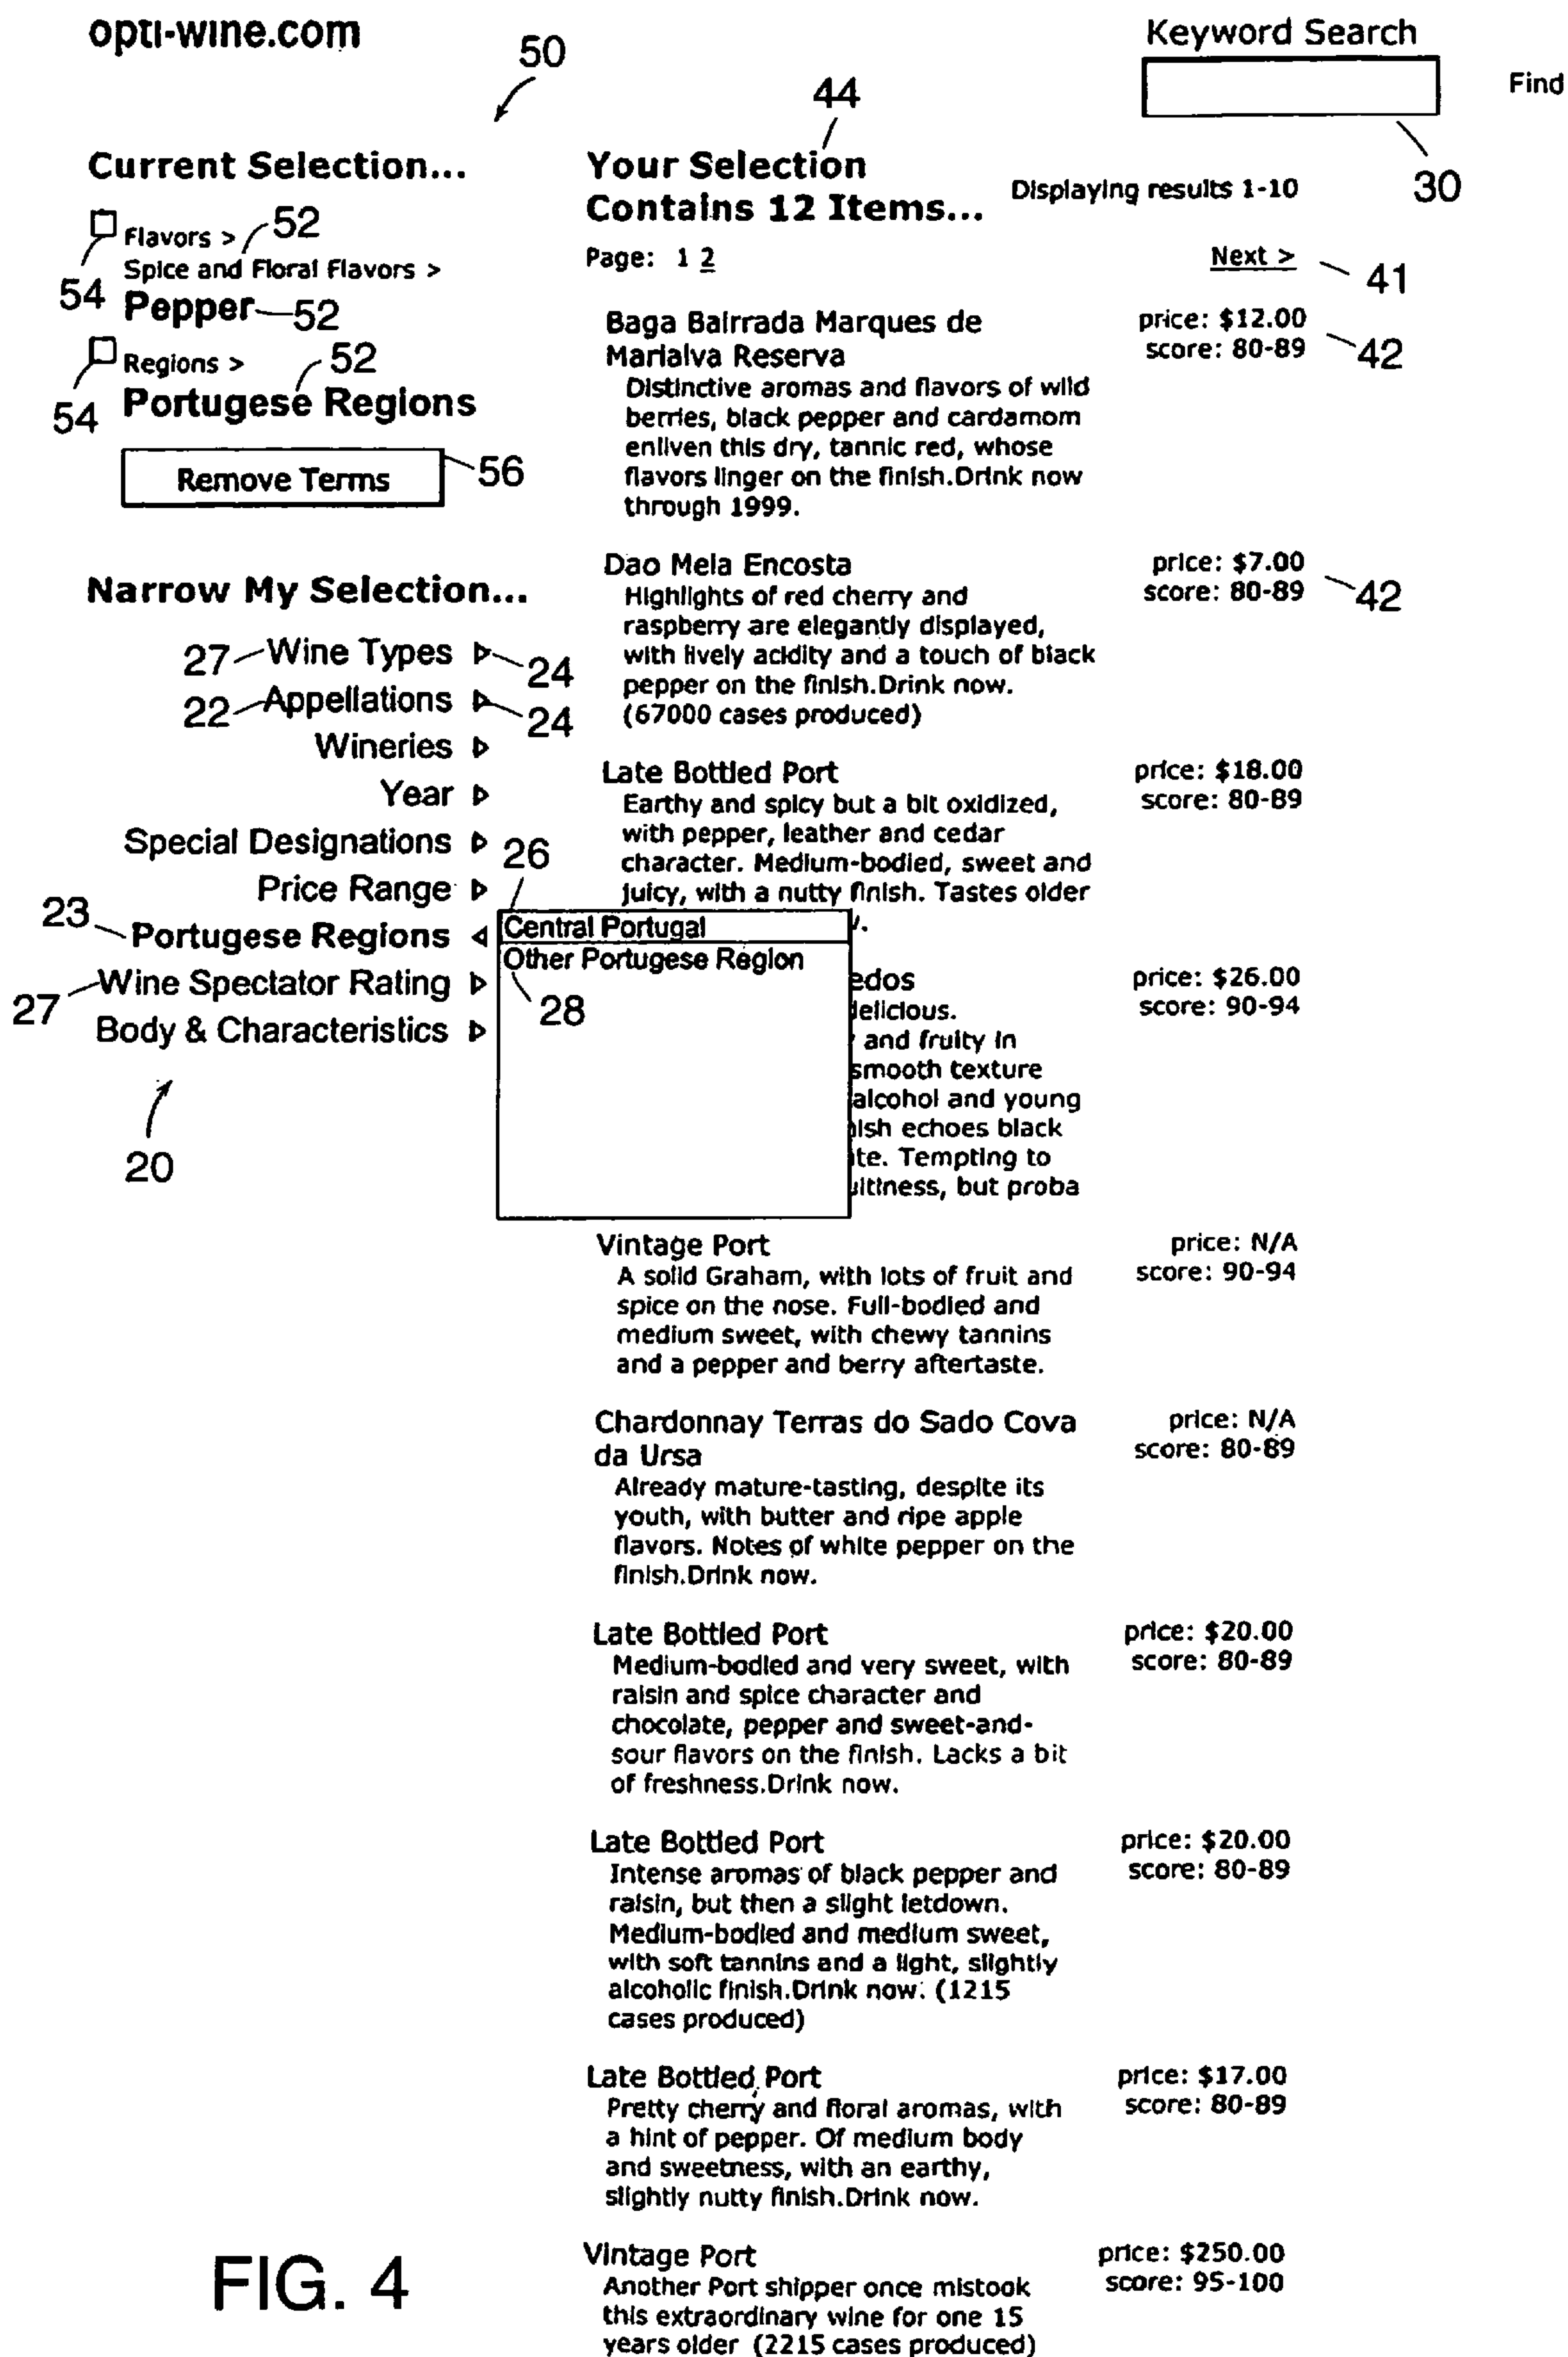 opti-wine.com
Keyword Search
Find
50
44
30
Current Selection...
Flavors >
52
Spice and Floral Flavors >
54
Pepper
52
Regions >
52
54
Portugese Regions
Remove Terms
56
Narrow My Selection...
27
Wine Types
24
22
Appellations
24
Wineries
Year
Special Designations
Price Range
23
Portugese Regions
27
Wine Spectator Rating
Body & Characteristics
20
26
Central Portugal
Other Portugese Region
28
Your Selection
Contains 12 Items...
Displaying results 1-10
Page: 1 2
Next >
41
Baga Bairrada Marques de
Marialva Reserva
price: $12.00
score: 80-89
42
Distinctive aromas and flavors of wild
berries, black pepper and cardamom
enliven this dry, tannic red, whose
flavors linger on the finish.Drink now
through 1999.
Dao Meia Encosta
price: $7.00
score: 80-89
42
Highlights of red cherry and
raspberry are elegantly displayed,
with lively acidity and a touch of black
pepper on the finish.Drink now.
(67000 cases produced)
Late Bottled Port
price: $18.00
score: 80-89
Earthy and spicy but a bit oxidized,
with pepper, leather and cedar
character. Medium-bodied, sweet and
juicy, with a nutty finish. Tastes older
edos
price: $26.00
score: 90-94
elicious.
and fruity in
smooth texture
alcohol and young
ish echoes black
te. Tempting to
uitiness, but proba
Vintage Port
price: N/A
score: 90-94
A solid Graham, with lots of fruit and
spice on the nose. Full-bodied and
medium sweet, with chewy tannins
and a pepper and berry aftertaste.
Chardonnay Terras do Sado Cova
da Ursa
price: N/A
score: 80-89
Already mature-tasting, despite its
youth, with butter and ripe apple
flavors. Notes of white pepper on the
finish.Drink now.
Late Bottled Port
price: $20.00
score: 80-89
Medium-bodied and very sweet, with
raisin and spice character and
chocolate, pepper and sweet-and-
sour flavors on the finish. Lacks a bit
of freshness.Drink now.
Late Bottled Port
price: $20.00
score: 80-89
Intense aromas of black pepper and
raisin, but then a slight letdown.
Medium-bodied and medium sweet,
with soft tannins and a light, slightly
alcoholic finish.Drink now. (1215
cases produced)
Late Bottled Port
price: $17.00
score: 80-89
Pretty cherry and floral aromas, with
a hint of pepper. Of medium body
and sweetness, with an earthy,
slightly nutty finish.Drink now.
Vintage Port
price: $250.00
score: 95-100
Another Port shipper once mistook
this extraordinary wine for one 15
years older (2215 cases produced)
FIG. 4